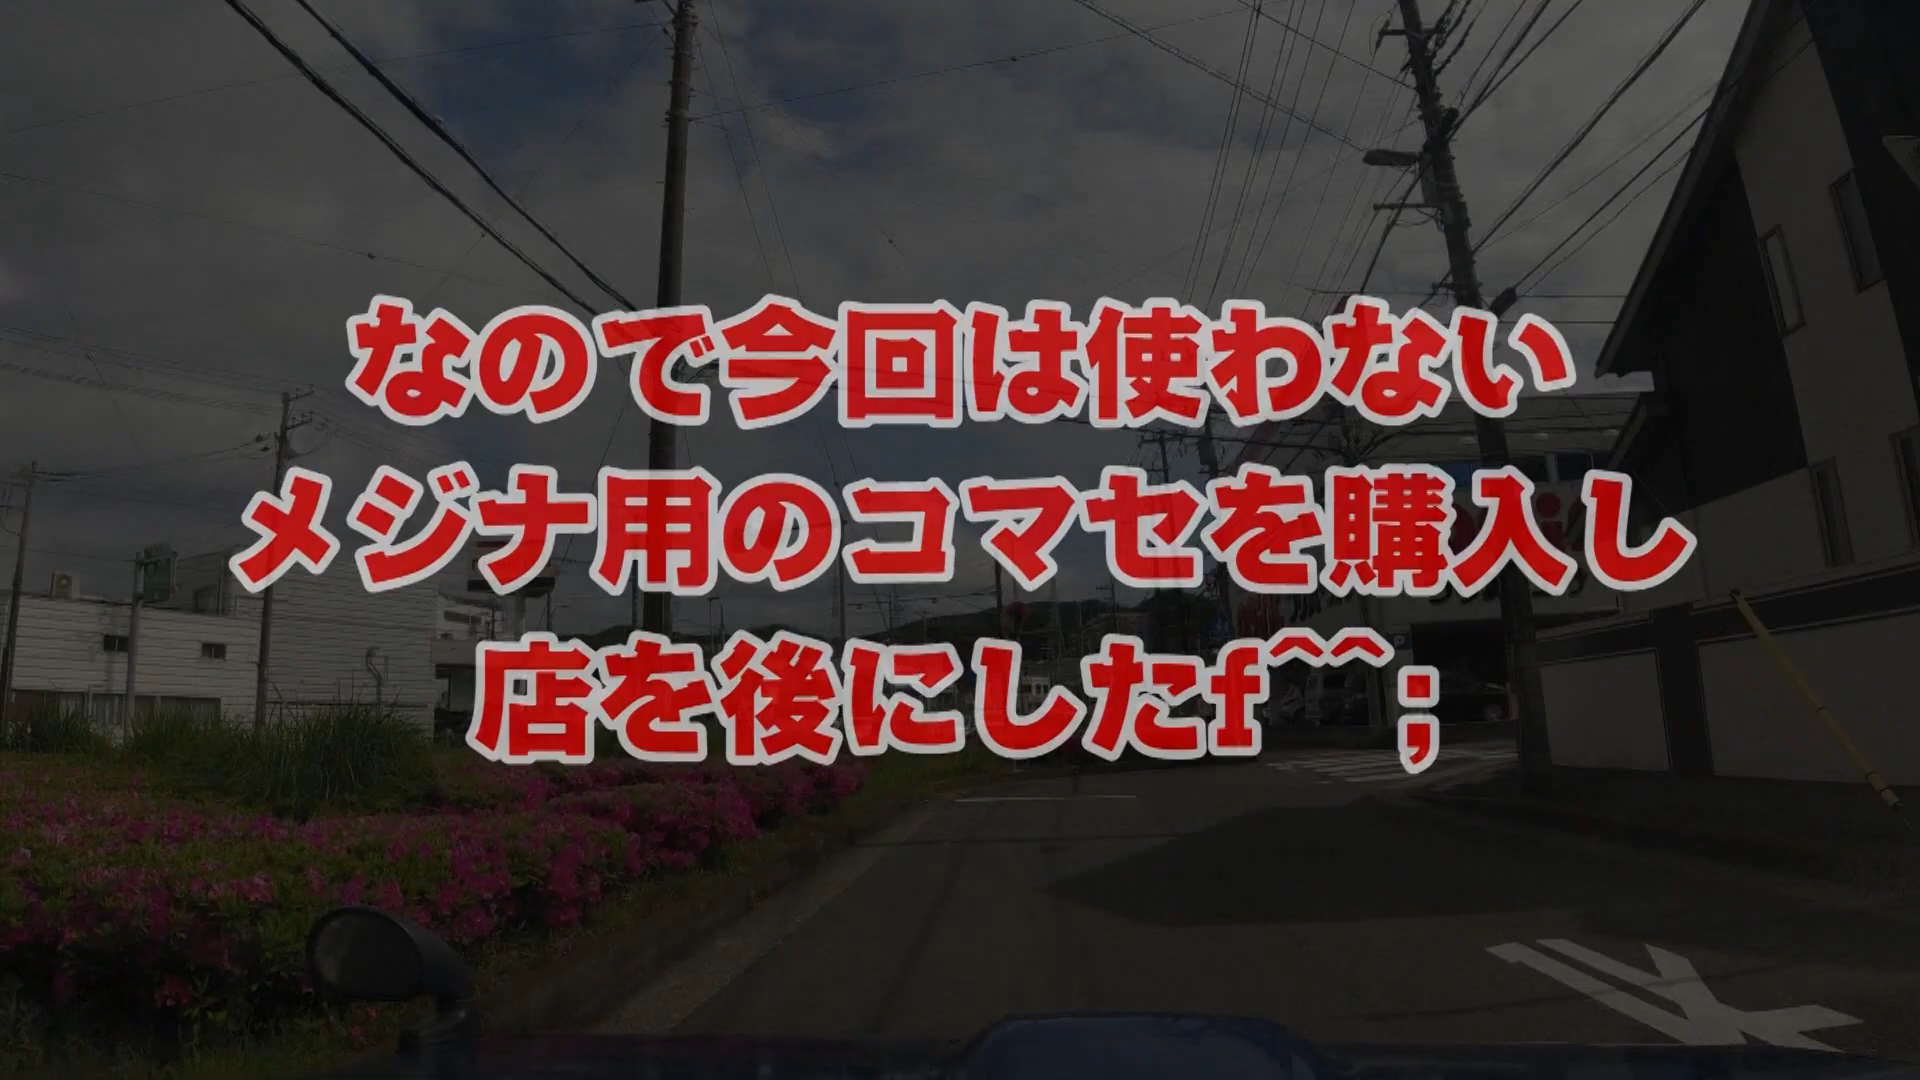 なので今回は使わない
メジナ用のコマセを購入し
店を後にしたf^^;